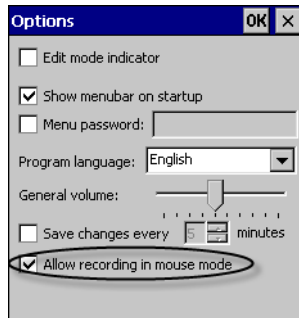 Options OK
Edit mode indicator
Show menubar on startup
Menu password:
Program language: English
General volume:
Save changes every 5 minutes
Allow recording in mouse mode